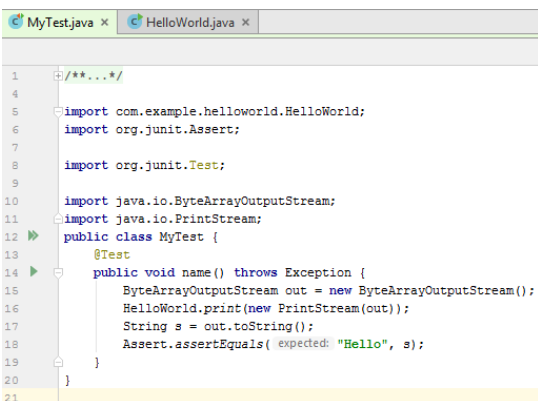 MyTest.java × HelloWorld.java ×
1 /**...*/
4
5 import com.example.helloworld.HelloWorld;
6 import org.junit.Assert;
7
8 import org.junit.Test;
9
10 import java.io.ByteArrayOutputStream;
11 import java.io.PrintStream;
12 public class MyTest {
13 @Test
14 public void name() throws Exception {
15 ByteArrayOutputStream out = new ByteArrayOutputStream();
16 HelloWorld.print(new PrintStream(out));
17 String s = out.toString();
18 Assert.assertEquals( expected: "Hello", s);
19 }
20 }
21